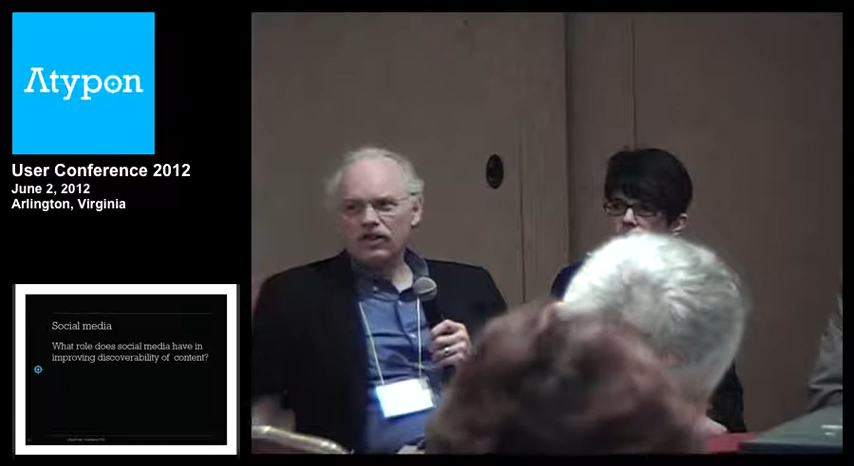 Atypon
User Conference 2012
June 2, 2012
Arlington, Virginia
Social media
What role does social media have in
improving discoverability of content?